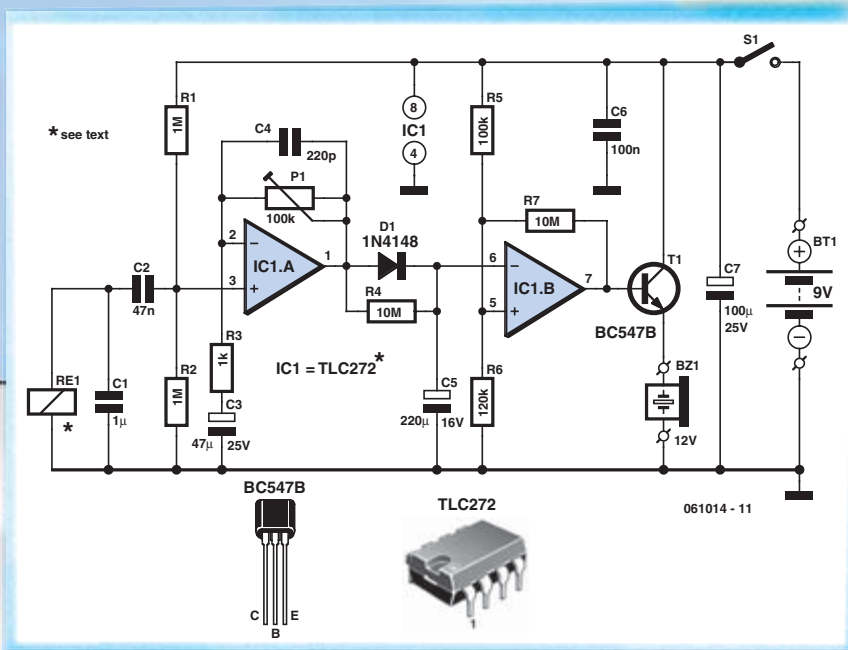 S1
R1
1M
* see text
C4
220p
P1
100k
8
IC1
4
R5
100k
C6
100n
R7
10M
D1
1N4148
2
−
3
+
IC1.A
1
6
−
5
+
IC1.B
7
T1
BC547B
BT1
+
9V
−
C7
100µ
25V
C2
47n
R4
10M
R3
1k
IC1 = TLC272*
RE1
*
C1
1µ
R2
1M
C3
47µ
25V
C5
220µ
16V
R6
120k
BZ1
12V
BC547B
C
B
E
TLC272
1
061014 - 11